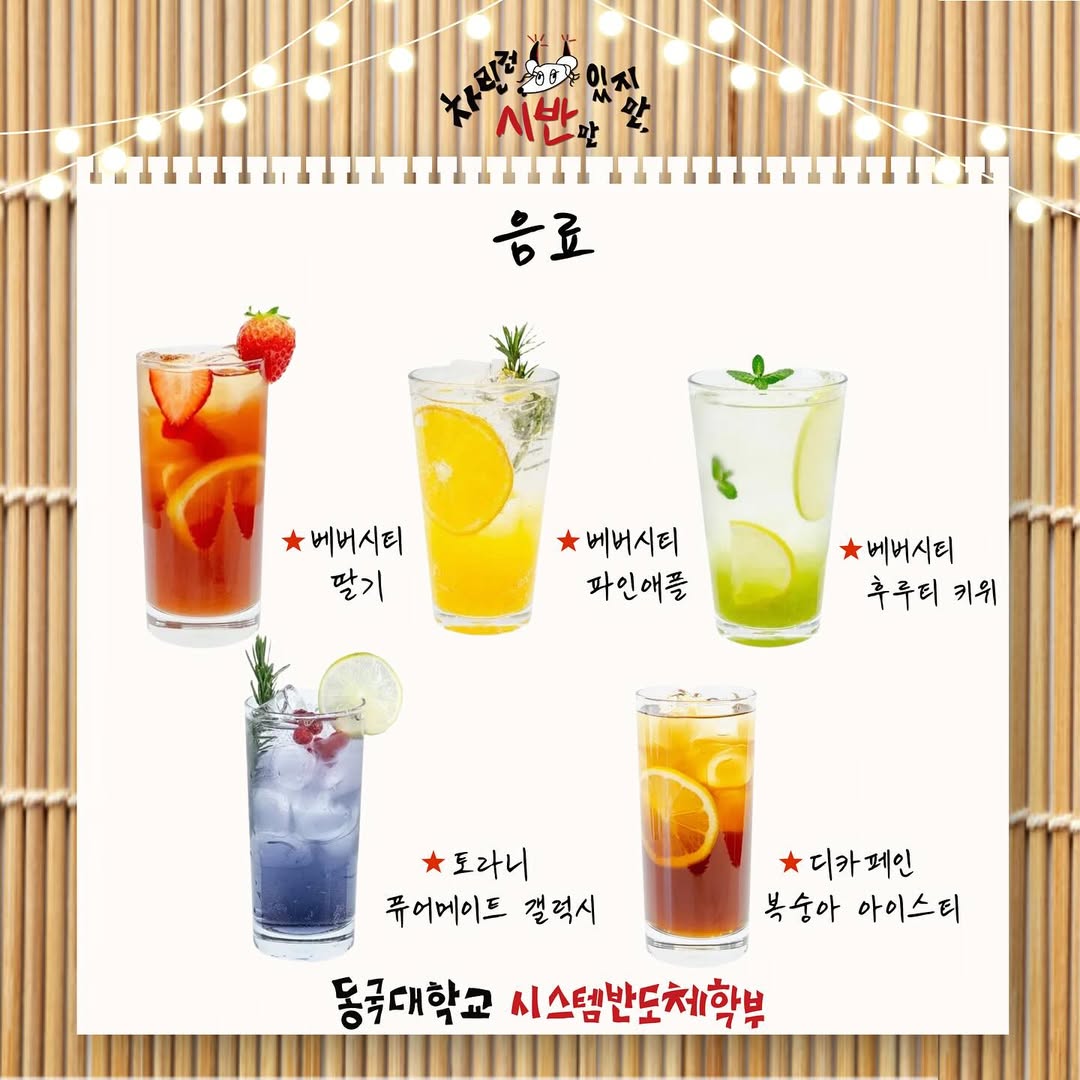 차린건
시반
있지
만,
말
음료
★베버시티
딸기
★베버시티
파인애플
★베버시티
후루티 키위
★토라니
퓨어메이트 갤럭시
★디카페인
복숭아 아이스티
동국대학교 시스템반도체학부